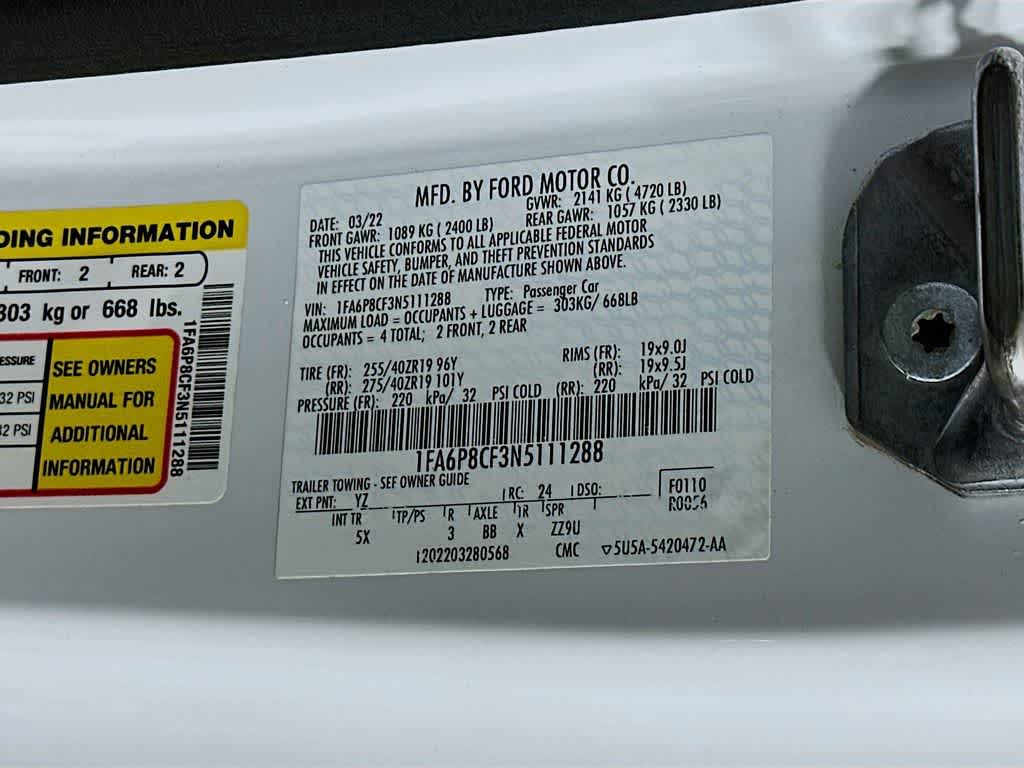 DING INFORMATION
FRONT: 2 REAR: 2
303 kg or 668 lbs.
ESSURE
32 PSI
32 PSI
SEE OWNERS
MANUAL FOR
ADDITIONAL
INFORMATION
1FA6P8CF3N5111288
MFD. BY FORD MOTOR CO.
DATE: 03/22 GVWR: 2141 KG ( 4720 LB)
FRONT GAWR: 1089 KG ( 2400 LB) REAR GAWR: 1057 KG ( 2330 LB)
THIS VEHICLE CONFORMS TO ALL APPLICABLE FEDERAL MOTOR
VEHICLE SAFETY, BUMPER, AND THEFT PREVENTION STANDARDS
IN EFFECT ON THE DATE OF MANUFACTURE SHOWN ABOVE.
VIN: 1FA6P8CF3N5111288 TYPE: Passenger Car
MAXIMUM LOAD = OCCUPANTS + LUGGAGE = 303KG/ 668LB
OCCUPANTS = 4 TOTAL; 2 FRONT, 2 REAR
TIRE (FR): 255/40ZR19 96Y RIMS (FR): 19x9.0J
(RR): 275/40ZR19 101Y (RR): 19x9.5J
PRESSURE (FR): 220 kPa/ 32 PSI COLD (RR): 220 kPa/ 32 PSI COLD
1FA6P8CF3N5111288
TRAILER TOWING - SEE OWNER GUIDE
EXT PNT: YZ RC: 24 DSO: F0110
R0056
INT TR TP/PS R AXLE TR SPR
5X 3 BB X ZZ9U
1202203280568 CMC ▽5U5A-5420472-AA